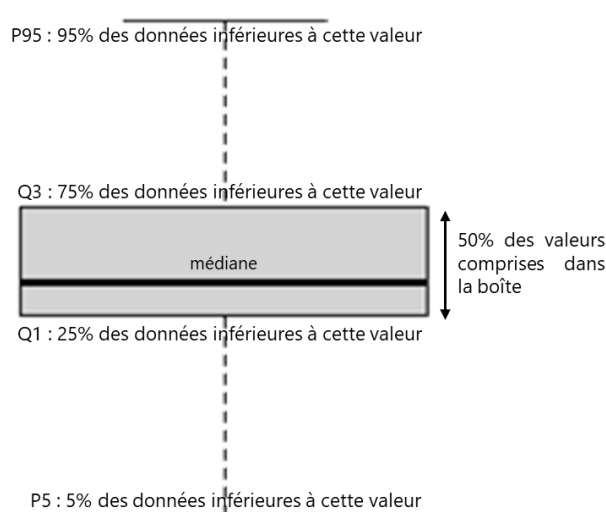 P95 : 95% des données inférieures à cette valeur
Q3 : 75% des données inférieures à cette valeur
médiane
50% des valeurs
comprises dans
la boîte
Q1 : 25% des données inférieures à cette valeur
P5 : 5% des données inférieures à cette valeur